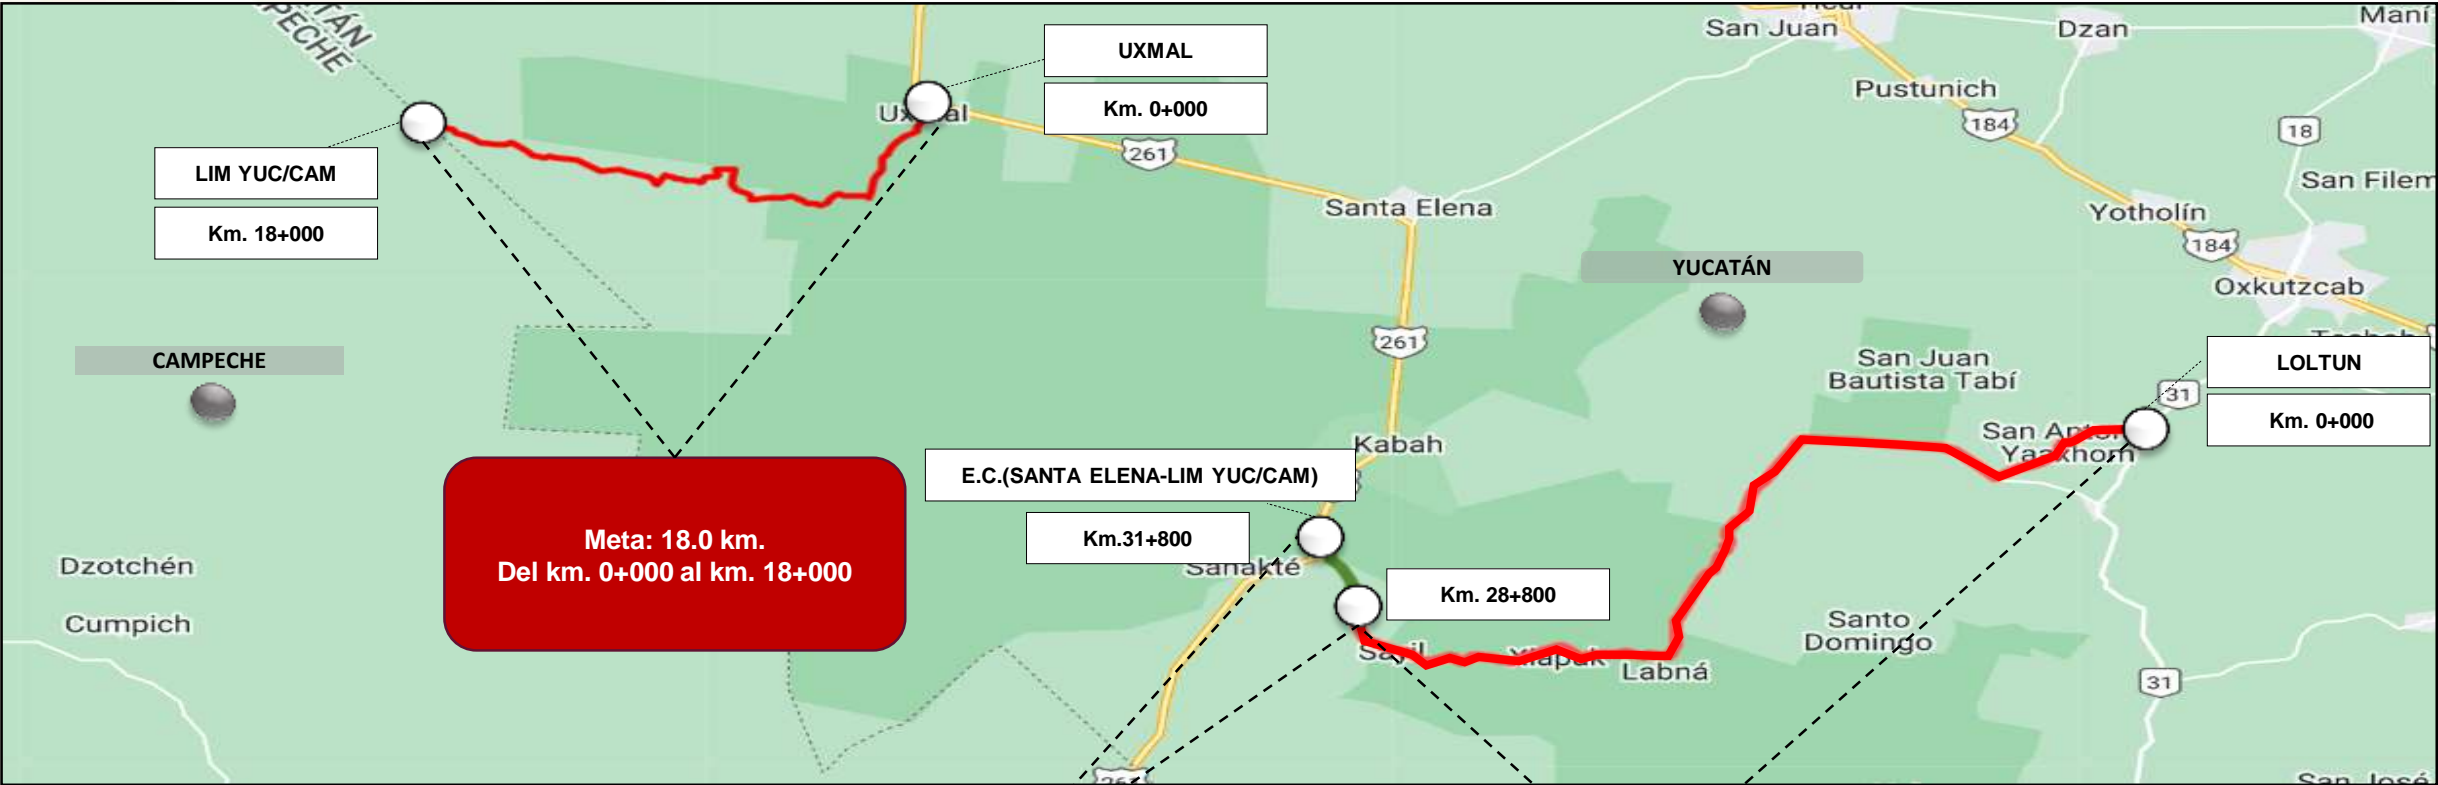 San Juan
Dzan
Maní
UXMAL
Km. 0+000
Pustunich
184
18
261
LIM YUC/CAM
Km. 18+000
San Filem
Santa Elena
Yotholín
184
YUCATÁN
Oxkutzcab
261
CAMPECHE
San Juan
Bautista Tabí
LOLTUN
31
Km. 0+000
Kabah
E.C.(SANTA ELENA-LIM YUC/CAM)
Km.31+800
Meta: 18.0 km.
Del km. 0+000 al km. 18+000
Dzotchén
Km. 28+800
Cumpich
Santo
Domingo
Labná
31
San José